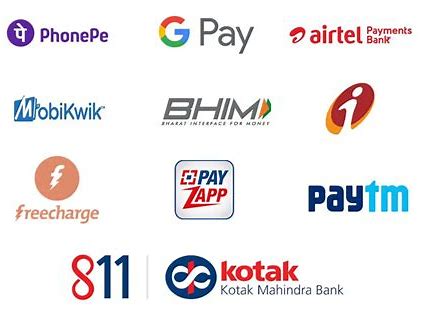 पे PhonePe
G Pay
airtel Payments
Bank
MobiKwik™
BHIM
BHARAT INTERFACE FOR MONEY
i
freecharge
PAY
ZAPP
paytm
811 kotak
Kotak Mahindra Bank